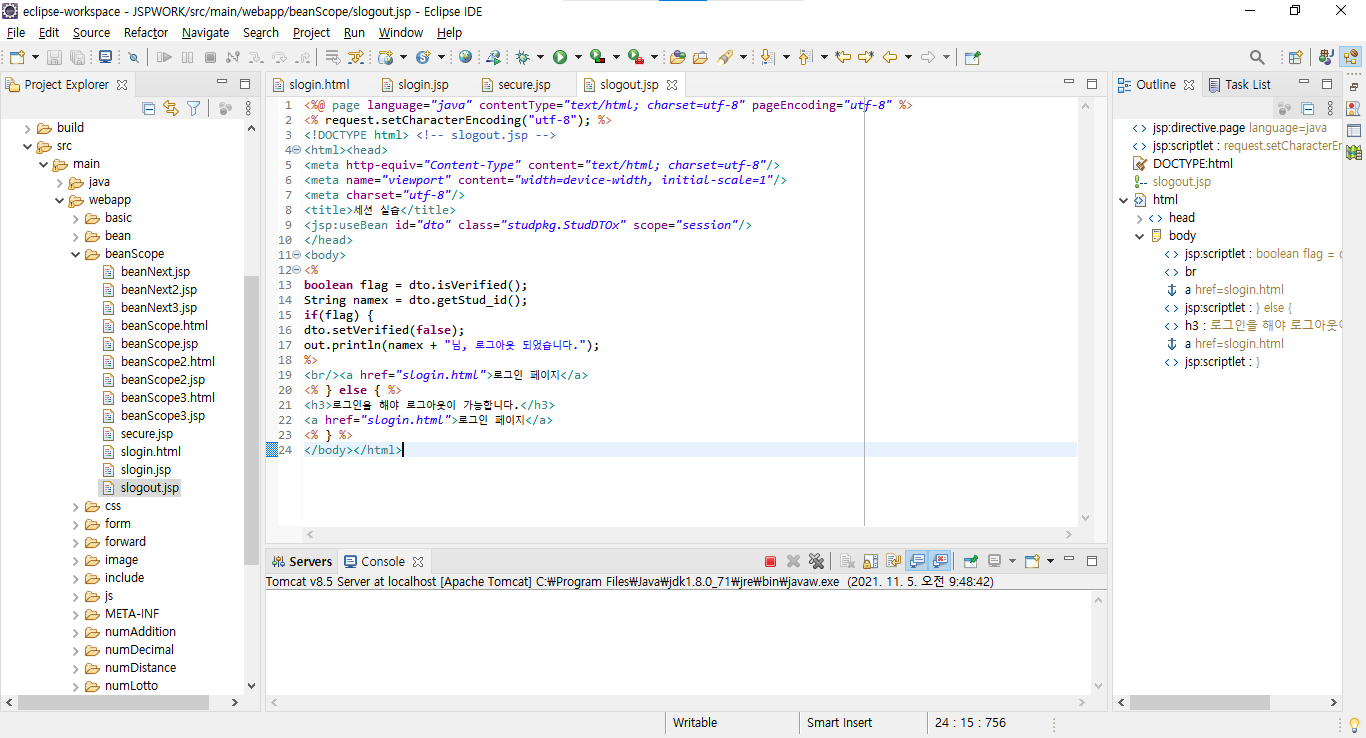 eclipse-workspace - JSPWORK/src/main/webapp/beanScope/slogout.jsp - Eclipse IDE
File Edit Source Refactor Navigate Search Project Run Window Help
Project Explorer
build
src
main
java
webapp
basic
bean
beanScope
beanNext.jsp
beanNext2.jsp
beanNext3.jsp
beanScope.html
beanScope.jsp
beanScope2.html
beanScope2.jsp
beanScope3.html
beanScope3.jsp
secure.jsp
slogin.html
slogin.jsp
slogout.jsp
css
form
forward
image
include
js
META-INF
numAddition
numDecimal
numDistance
numLotto
slogin.html slogin.jsp secure.jsp slogout.jsp
1 <%@ page language="java" contentType="text/html; charset=utf-8" pageEncoding="utf-8" %>
2 <% request.setCharacterEncoding("utf-8"); %>
3 <!DOCTYPE html> <!-- slogout.jsp -->
4 <html><head>
5 <meta http-equiv="Content-Type" content="text/html; charset=utf-8"/>
6 <meta name="viewport" content="width=device-width, initial-scale=1"/>
7 <meta charset="utf-8"/>
8 <title>세션 실습</title>
9 <jsp:useBean id="dto" class="studpkg.StudDTOx" scope="session"/>
10 </head>
11 <body>
12 <%
13 boolean flag = dto.isVerified();
14 String namex = dto.getStud_id();
15 if(flag) {
16 dto.setVerified(false);
17 out.println(namex + "님, 로그아웃 되었습니다.");
18 %>
19 <br/><a href="slogin.html">로그인 페이지</a>
20 <% } else { %>
21 <h3>로그인을 해야 로그아웃이 가능합니다.</h3>
22 <a href="slogin.html">로그인 페이지</a>
23 <% } %>
24 </body></html>
Servers Console
Tomcat v8.5 Server at localhost [Apache Tomcat] C:₩Program Files₩Java₩jdk1.8.0_71₩jre₩bin₩javaw.exe (2021. 11. 5. 오전 9:48:42)
Outline Task List
jsp:directive.page language=java
jsp:scriptlet : request.setCharacterEr
DOCTYPE:html
slogout.jsp
html
head
body
jsp:scriptlet : boolean flag =
br
a href=slogin.html
jsp:scriptlet : } else {
h3 : 로그인을 해야 로그아웃
a href=slogin.html
jsp:scriptlet : }
Writable Smart Insert 24 : 15 : 756